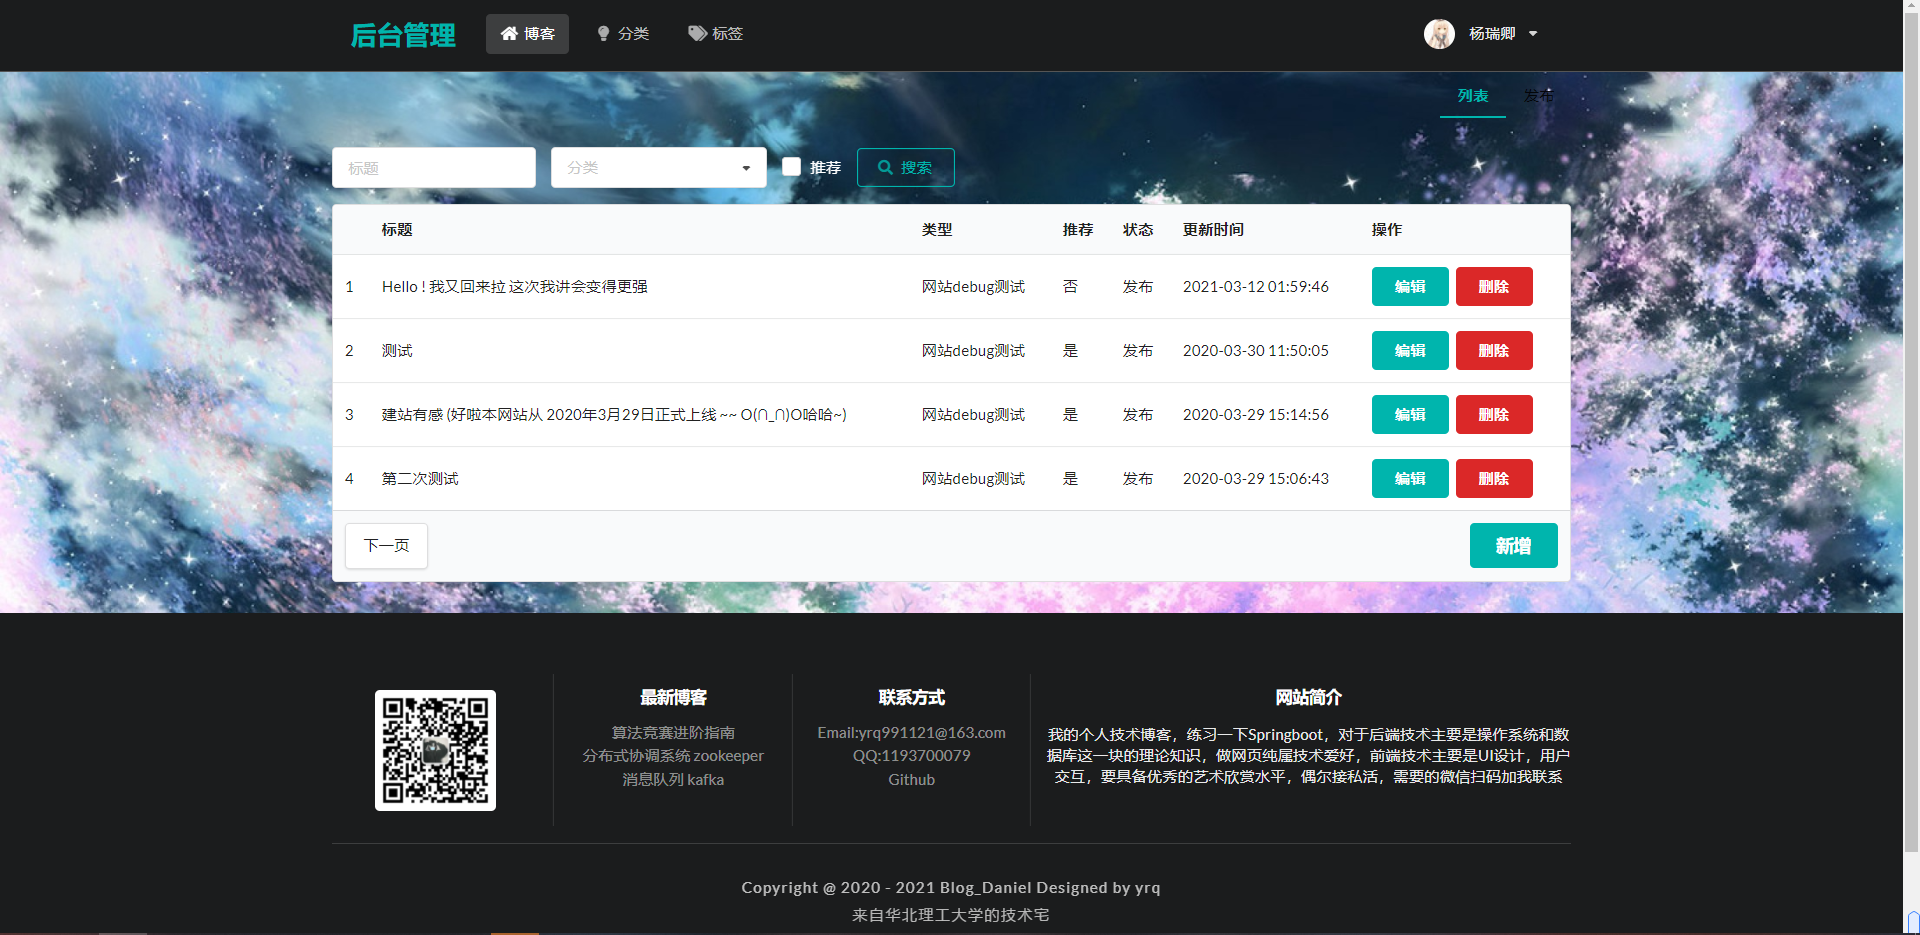 后台管理 博客 分类 标签 杨瑞卿
列表 发布
标题 分类 推荐 搜索
标题 类型 推荐 状态 更新时间 操作
1 Hello ! 我又回来拉 这次我讲会变得更强 网站debug测试 否 发布 2021-03-12 01:59:46 编辑 删除
2 测试 网站debug测试 是 发布 2020-03-30 11:50:05 编辑 删除
3 建站有感 (好啦本网站从 2020年3月29日正式上线 ~~ O(∩_∩)O哈哈~) 网站debug测试 是 发布 2020-03-29 15:14:56 编辑 删除
4 第二次测试 网站debug测试 是 发布 2020-03-29 15:06:43 编辑 删除
下一页 新增
最新博客
算法竞赛进阶指南
分布式协调系统 zookeeper
消息队列 kafka
联系方式
Email:yrq991121@163.com
QQ:1193700079
Github
网站简介
我的个人技术博客，练习一下Springboot，对于后端技术主要是操作系统和数
据库这一块的理论知识，做网页纯属技术爱好，前端技术主要是UI设计，用户
交互，要具备优秀的艺术欣赏水平，偶尔接私活，需要的微信扫码加我联系
Copyright @ 2020 - 2021 Blog_Daniel Designed by yrq
来自华北理工大学的技术宅